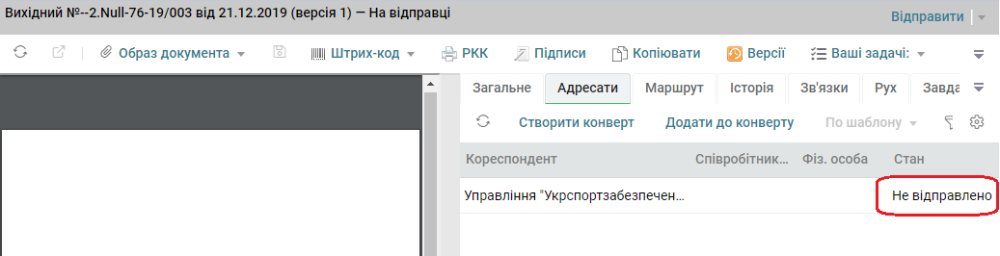 Вихідний №--2.Null-76-19/003 від 21.12.2019 (версія 1) — На відправці
Відправити
Образ документа Штрих-код РКК Підписи Копіювати Версії Ваші задачі:
Загальне Адресати Маршрут Історія Зв'язки Рух Завда
Створити конверт Додати до конверту По шаблону
Кореспондент Співробітник... Фіз. особа Стан
Управління "Укрспортзабезпечен... Не відправлено